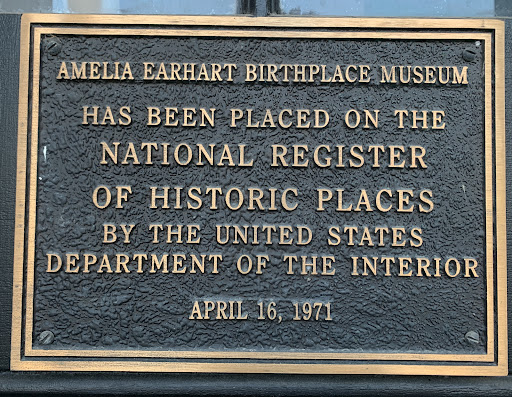 AMELIA EARHART BIRTHPLACE MUSEUM
HAS BEEN PLACED ON THE
NATIONAL REGISTER
OF HISTORIC PLACES
BY THE UNITED STATES
DEPARTMENT OF THE INTERIOR
APRIL 16, 1971